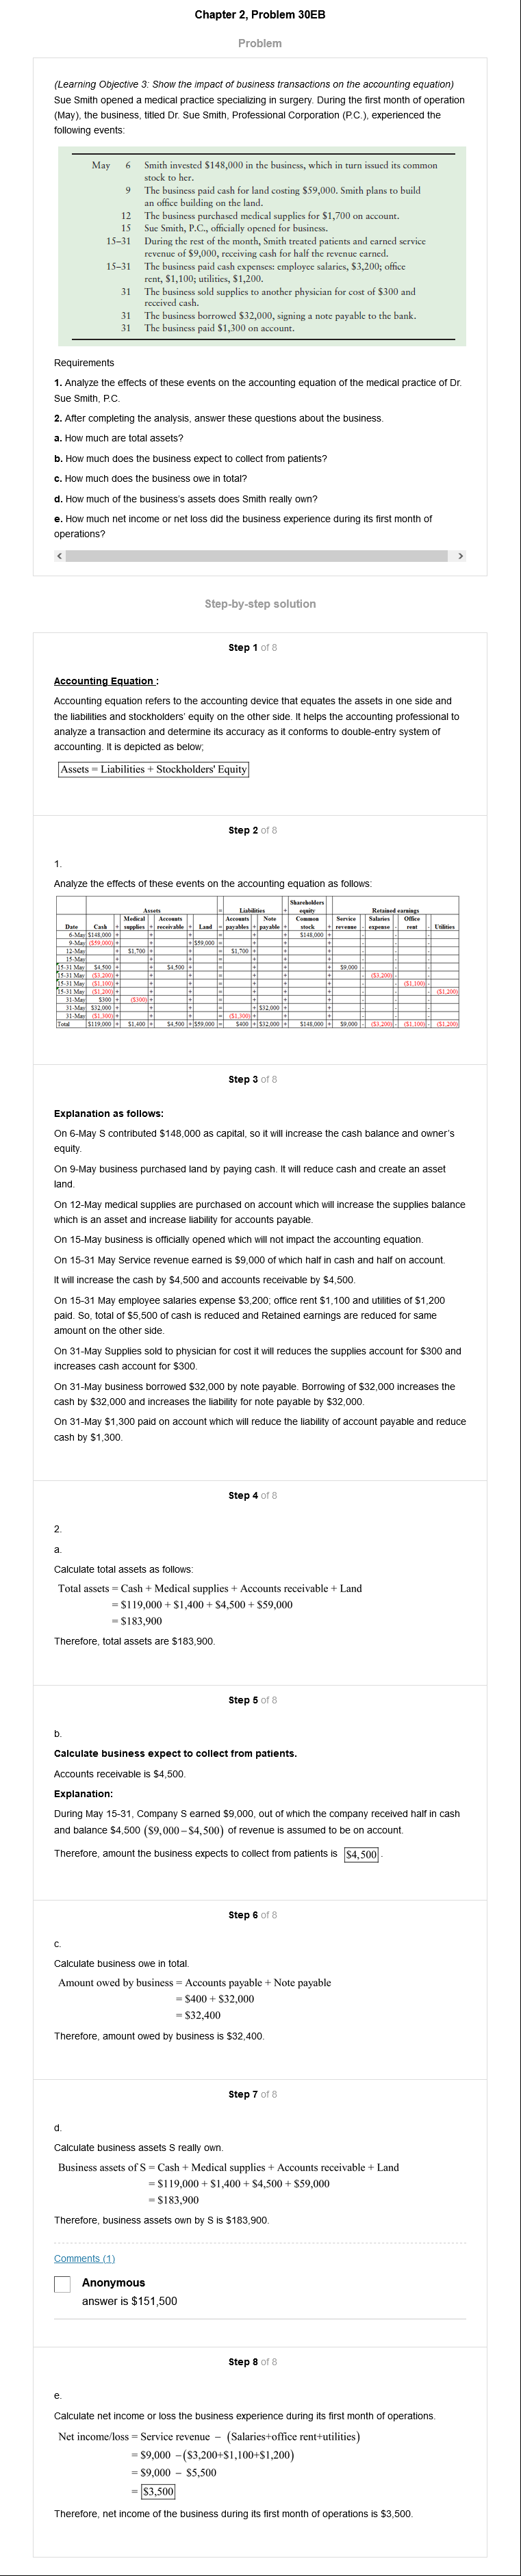 Chapter 2, Problem 30EB
Problem
(Learning Objective 3: Show the impact of business transactions on the accounting equation)
Sue Smith opened a medical practice specializing in surgery. During the first month of operation
(May), the business, titled Dr. Sue Smith, Professional Corporation (P.C.), experienced the
following events:
May 6 Smith invested $148,000 in the business, which in turn issued its common
stock to her.
9 The business paid cash for land costing $59,000. Smith plans to build
an office building on the land.
12 The business purchased medical supplies for $1,700 on account.
15 Sue Smith, P.C., officially opened for business.
15–31 During the rest of the month, Smith treated patients and earned service
revenue of $9,000, receiving cash for half the revenue earned.
15–31 The business paid cash expenses: employee salaries, $3,200; office
rent, $1,100; utilities, $1,200.
31 The business sold supplies to another physician for cost of $300 and
received cash.
31 The business borrowed $32,000, signing a note payable to the bank.
31 The business paid $1,300 on account.
Requirements
1. Analyze the effects of these events on the accounting equation of the medical practice of Dr.
Sue Smith, P.C.
2. After completing the analysis, answer these questions about the business.
a. How much are total assets?
b. How much does the business expect to collect from patients?
c. How much does the business owe in total?
d. How much of the business's assets does Smith really own?
e. How much net income or net loss did the business experience during its first month of
operations?
Step-by-step solution
Step 1 of 8
Accounting Equation :
Accounting equation refers to the accounting device that equates the assets in one side and
the liabilities and stockholders' equity on the other side. It helps the accounting professional to
analyze a transaction and determine its accuracy as it conforms to double-entry system of
accounting. It is depicted as below;
Assets = Liabilities + Stockholders' Equity
Step 2 of 8
1.
Analyze the effects of these events on the accounting equation as follows:
Assets = Liabilities + Shareholders equity Retained earnings
Date Cash + Medical supplies + Accounts receivable + Land = Accounts payables + Note payable + Common stock + Service revenue - Salaries expense - Office rent - Utilities
6-May $148,000 + + + = + + $148,000 + - - -
9-May ($59,000) + + + $59,000 = + + + - - -
12-May + $1,700 + + = $1,700 + + + - - -
15-May + + + = + + + - - -
15-31 May $4,500 + + $4,500 + = + + + $9,000 - - -
15-31 May ($3,200) + + + = + + + - ($3,200) - -
15-31 May ($1,100) + + + = + + + - - ($1,100) -
15-31 May ($1,200) + + + = + + + - - - ($1,200)
31-May $300 + ($300) + + = + + + - - -
31-May $32,000 + + + = + $32,000 + + - - -
31-May ($1,300) + + + = ($1,300) + + + - - -
Total $119,000 + $1,400 + $4,500 + $59,000 = $400 + $32,000 + $148,000 + $9,000 - ($3,200) - ($1,100) - ($1,200)
Step 3 of 8
Explanation as follows:
On 6-May S contributed $148,000 as capital, so it will increase the cash balance and owner's
equity.
On 9-May business purchased land by paying cash. It will reduce cash and create an asset
land.
On 12-May medical supplies are purchased on account which will increase the supplies balance
which is an asset and increase liability for accounts payable.
On 15-May business is officially opened which will not impact the accounting equation.
On 15-31 May Service revenue earned is $9,000 of which half in cash and half on account.
It will increase the cash by $4,500 and accounts receivable by $4,500.
On 15-31 May employee salaries expense $3,200; office rent $1,100 and utilities of $1,200
paid. So, total of $5,500 of cash is reduced and Retained earnings are reduced for same
amount on the other side.
On 31-May Supplies sold to physician for cost it will reduces the supplies account for $300 and
increases cash account for $300.
On 31-May business borrowed $32,000 by note payable. Borrowing of $32,000 increases the
cash by $32,000 and increases the liability for note payable by $32,000.
On 31-May $1,300 paid on account which will reduce the liability of account payable and reduce
cash by $1,300.
Step 4 of 8
2.
a.
Calculate total assets as follows:
Total assets = Cash + Medical supplies + Accounts receivable + Land
= $119,000 + $1,400 + $4,500 + $59,000
= $183,900
Therefore, total assets are $183,900.
Step 5 of 8
b.
Calculate business expect to collect from patients.
Accounts receivable is $4,500.
Explanation:
During May 15-31, Company S earned $9,000, out of which the company received half in cash
and balance $4,500 ($9,000 – $4,500) of revenue is assumed to be on account.
Therefore, amount the business expects to collect from patients is $4,500 .
Step 6 of 8
c.
Calculate business owe in total.
Amount owed by business = Accounts payable + Note payable
= $400 + $32,000
= $32,400
Therefore, amount owed by business is $32,400.
Step 7 of 8
d.
Calculate business assets S really own.
Business assets of S = Cash + Medical supplies + Accounts receivable + Land
= $119,000 + $1,400 + $4,500 + $59,000
= $183,900
Therefore, business assets own by S is $183,900.
Comments (1)
Anonymous
answer is $151,500
Step 8 of 8
e.
Calculate net income or loss the business experience during its first month of operations.
Net income/loss = Service revenue − (Salaries+office rent+utilities)
= $9,000 −($3,200+$1,100+$1,200)
= $9,000 − $5,500
= $3,500
Therefore, net income of the business during its first month of operations is $3,500.